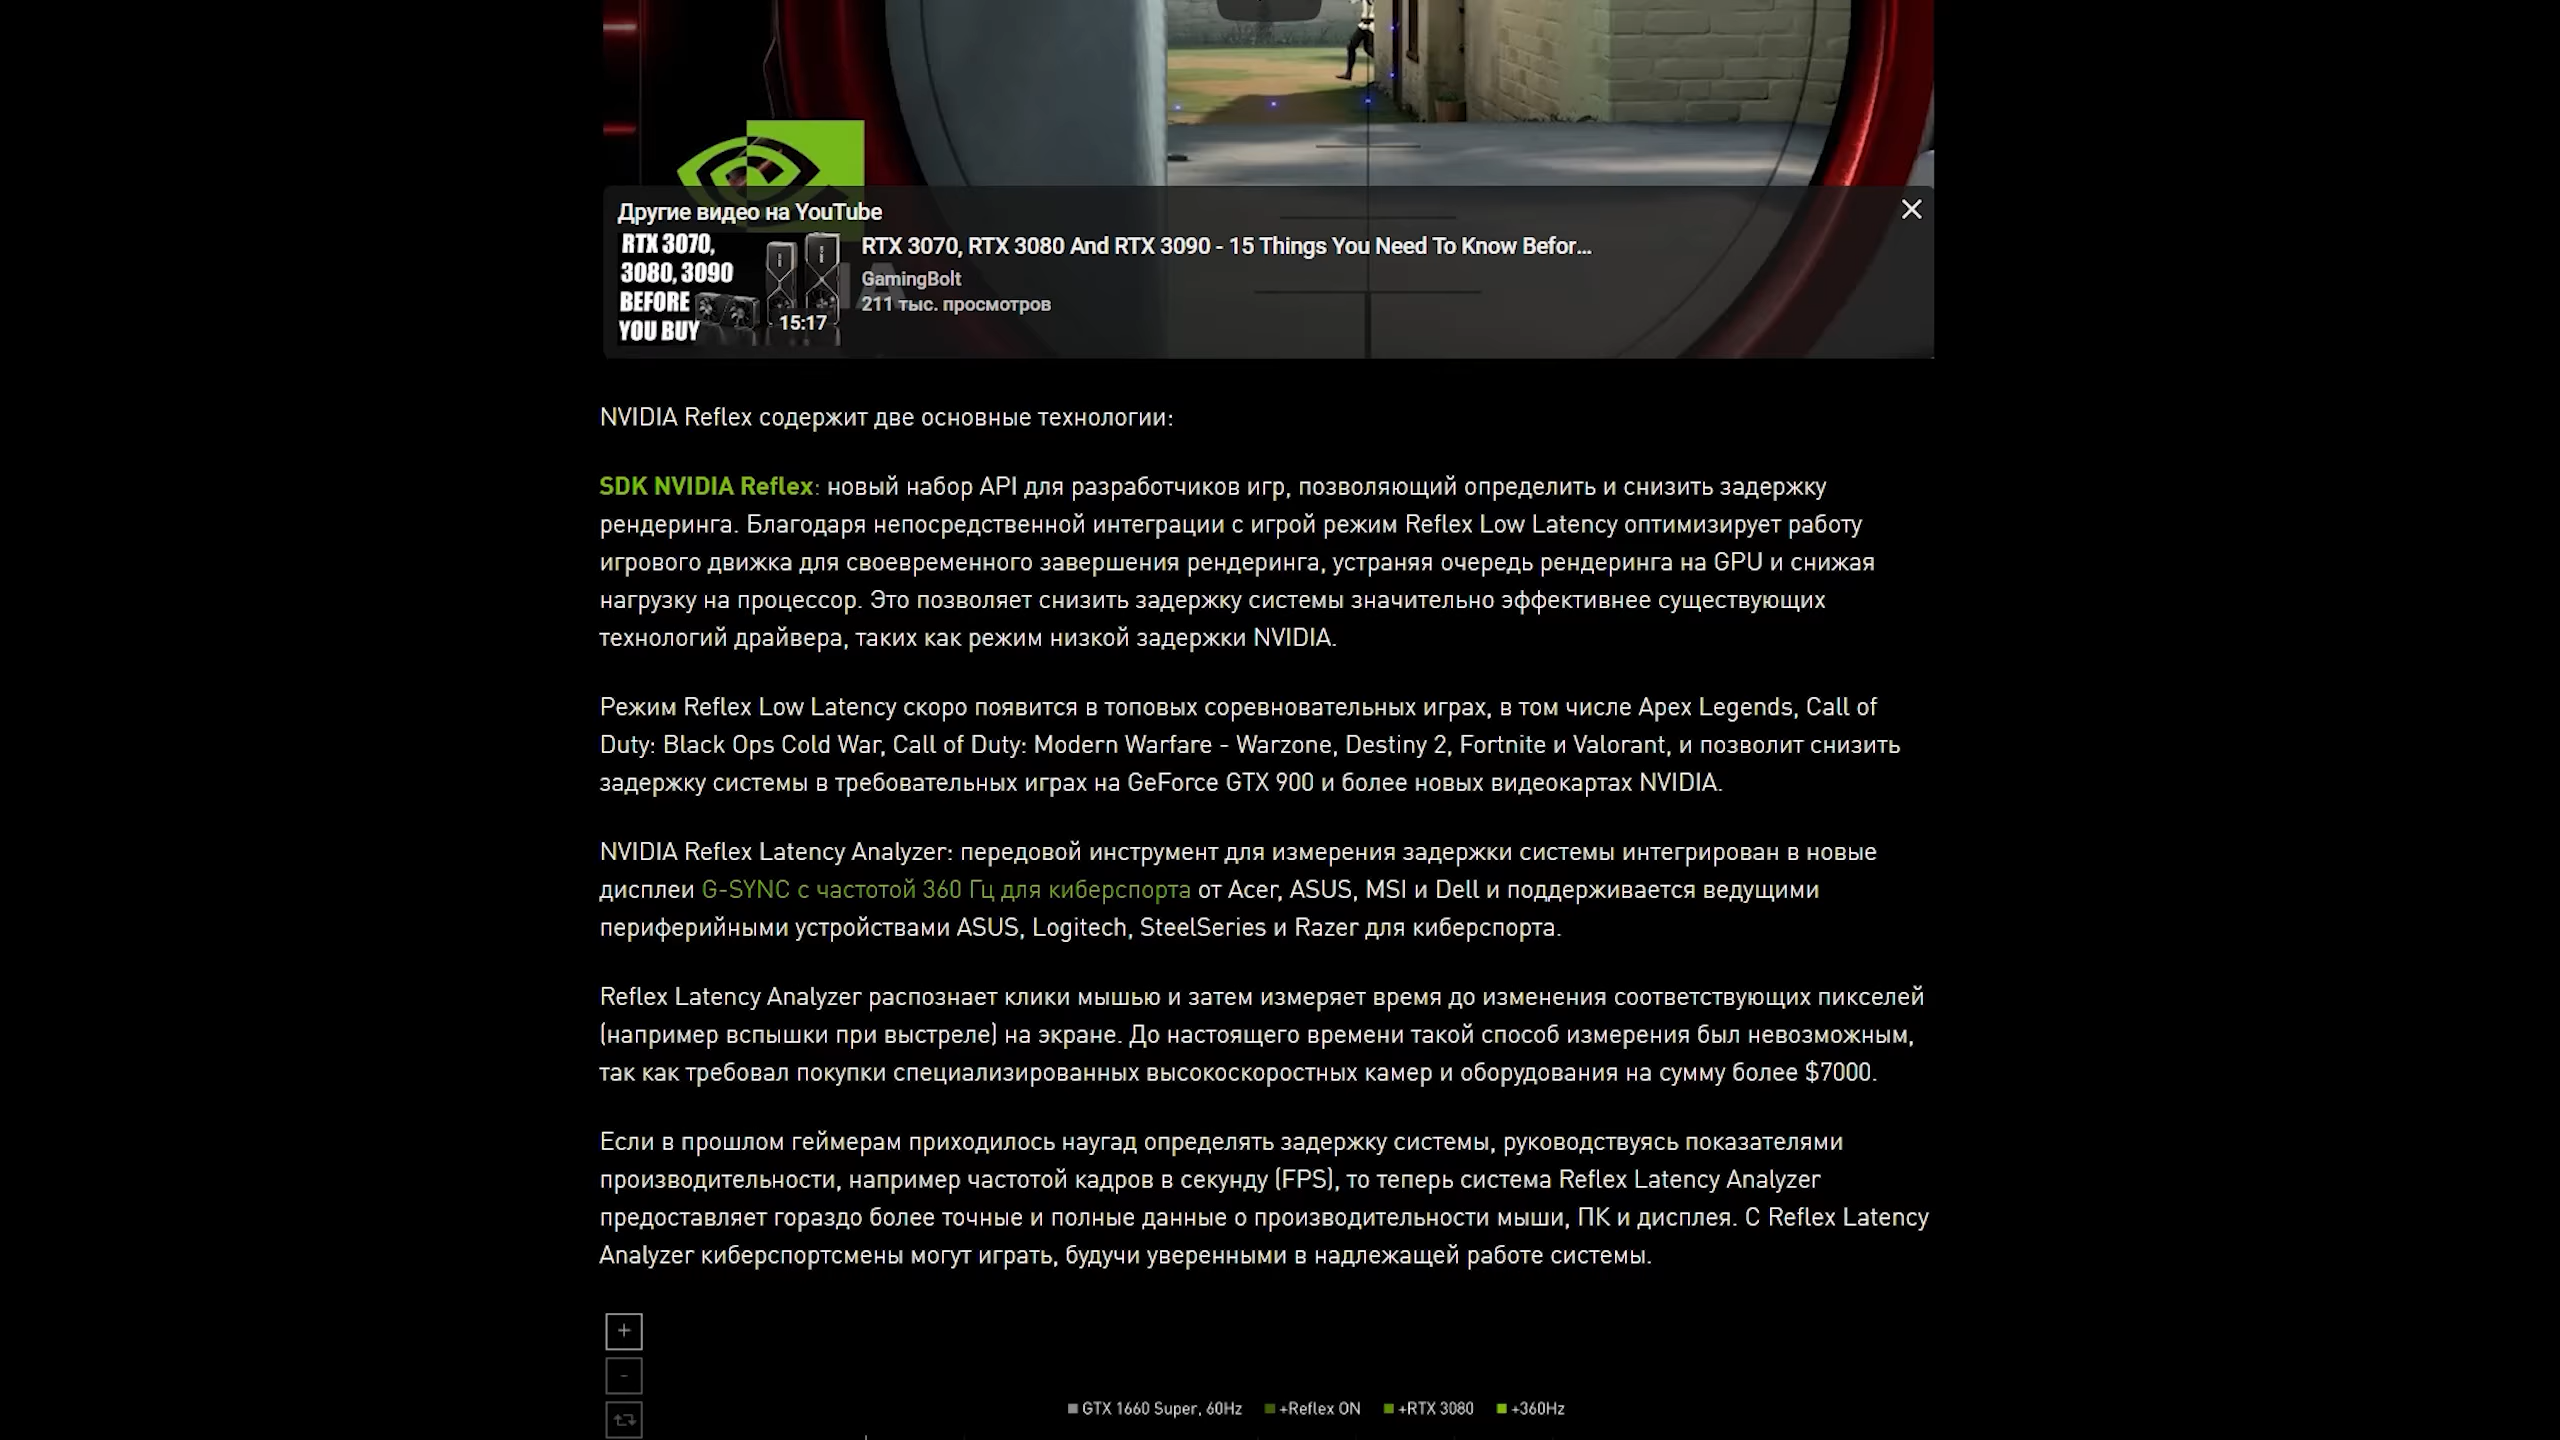 Другие видео на YouTube
RTX 3070,
3080, 3090
BEFORE
YOU BUY
15:17
RTX 3070, RTX 3080 And RTX 3090 - 15 Things You Need To Know Befor...
GamingBolt
211 тыс. просмотров
NVIDIA Reflex содержит две основные технологии:
SDK NVIDIA Reflex: новый набор API для разработчиков игр, позволяющий определить и снизить задержку
рендеринга. Благодаря непосредственной интеграции с игрой режим Reflex Low Latency оптимизирует работу
игрового движка для своевременного завершения рендеринга, устраняя очередь рендеринга на GPU и снижая
нагрузку на процессор. Это позволяет снизить задержку системы значительно эффективнее существующих
технологий драйвера, таких как режим низкой задержки NVIDIA.
Режим Reflex Low Latency скоро появится в топовых соревновательных играх, в том числе Apex Legends, Call of
Duty: Black Ops Cold War, Call of Duty: Modern Warfare - Warzone, Destiny 2, Fortnite и Valorant, и позволит снизить
задержку системы в требовательных играх на GeForce GTX 900 и более новых видеокартах NVIDIA.
NVIDIA Reflex Latency Analyzer: передовой инструмент для измерения задержки системы интегрирован в новые
дисплеи G-SYNC с частотой 360 Гц для киберспорта от Acer, ASUS, MSI и Dell и поддерживается ведущими
периферийными устройствами ASUS, Logitech, SteelSeries и Razer для киберспорта.
Reflex Latency Analyzer распознает клики мышью и затем измеряет время до изменения соответствующих пикселей
(например вспышки при выстреле) на экране. До настоящего времени такой способ измерения был невозможным,
так как требовал покупки специализированных высокоскоростных камер и оборудования на сумму более $7000.
Если в прошлом геймерам приходилось наугад определять задержку системы, руководствуясь показателями
производительности, например частотой кадров в секунду (FPS), то теперь система Reflex Latency Analyzer
предоставляет гораздо более точные и полные данные о производительности мыши, ПК и дисплея. С Reflex Latency
Analyzer киберспортсмены могут играть, будучи уверенными в надлежащей работе системы.
+
-
GTX 1660 Super, 60Hz +Reflex ON +RTX 3080 +360Hz